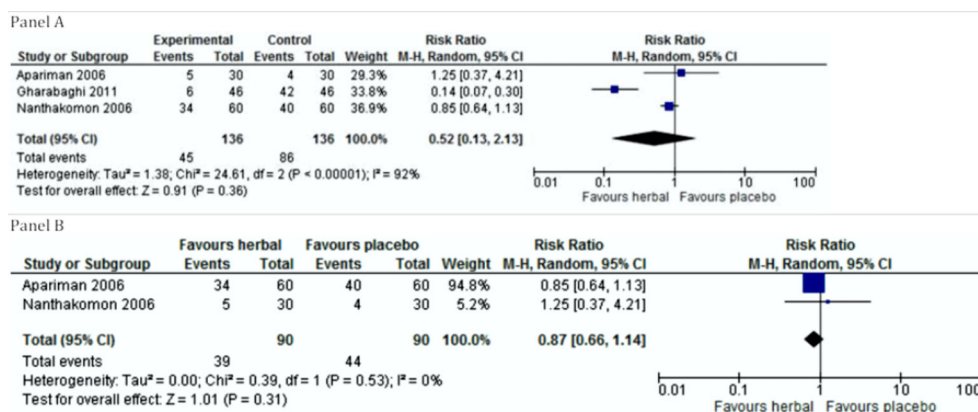 Panel A
Experimental Control Risk Ratio Risk Ratio
Study or Subgroup Events Total Events Total Weight M-H, Random, 95% CI M-H, Random, 95% CI
Apariman 2006 5 30 4 30 29.3% 1.25 [0.37, 4.21]
Gharabaghi 2011 6 46 42 46 33.8% 0.14 [0.07, 0.30]
Nanthakomon 2006 34 60 40 60 36.9% 0.85 [0.64, 1.13]
Total (95% CI) 136 136 100.0% 0.52 [0.13, 2.13]
Total events 45 86
Heterogeneity: Tau² = 1.38; Chi² = 24.61, df = 2 (P < 0.00001); I² = 92%
Test for overall effect: Z = 0.91 (P = 0.36)
0.01 0.1 1 10 100
Favours herbal Favours placebo
Panel B
Favours herbal Favours placebo Risk Ratio Risk Ratio
Study or Subgroup Events Total Events Total Weight M-H, Random, 95% CI M-H, Random, 95% CI
Apariman 2006 34 60 40 60 94.8% 0.85 [0.64, 1.13]
Nanthakomon 2006 5 30 4 30 5.2% 1.25 [0.37, 4.21]
Total (95% CI) 90 90 100.0% 0.87 [0.66, 1.14]
Total events 39 44
Heterogeneity: Tau² = 0.00; Chi² = 0.39, df = 1 (P = 0.53); I² = 0%
Test for overall effect: Z = 1.01 (P = 0.31)
0.01 0.1 1 10 100
Favours herbal Favours placebo